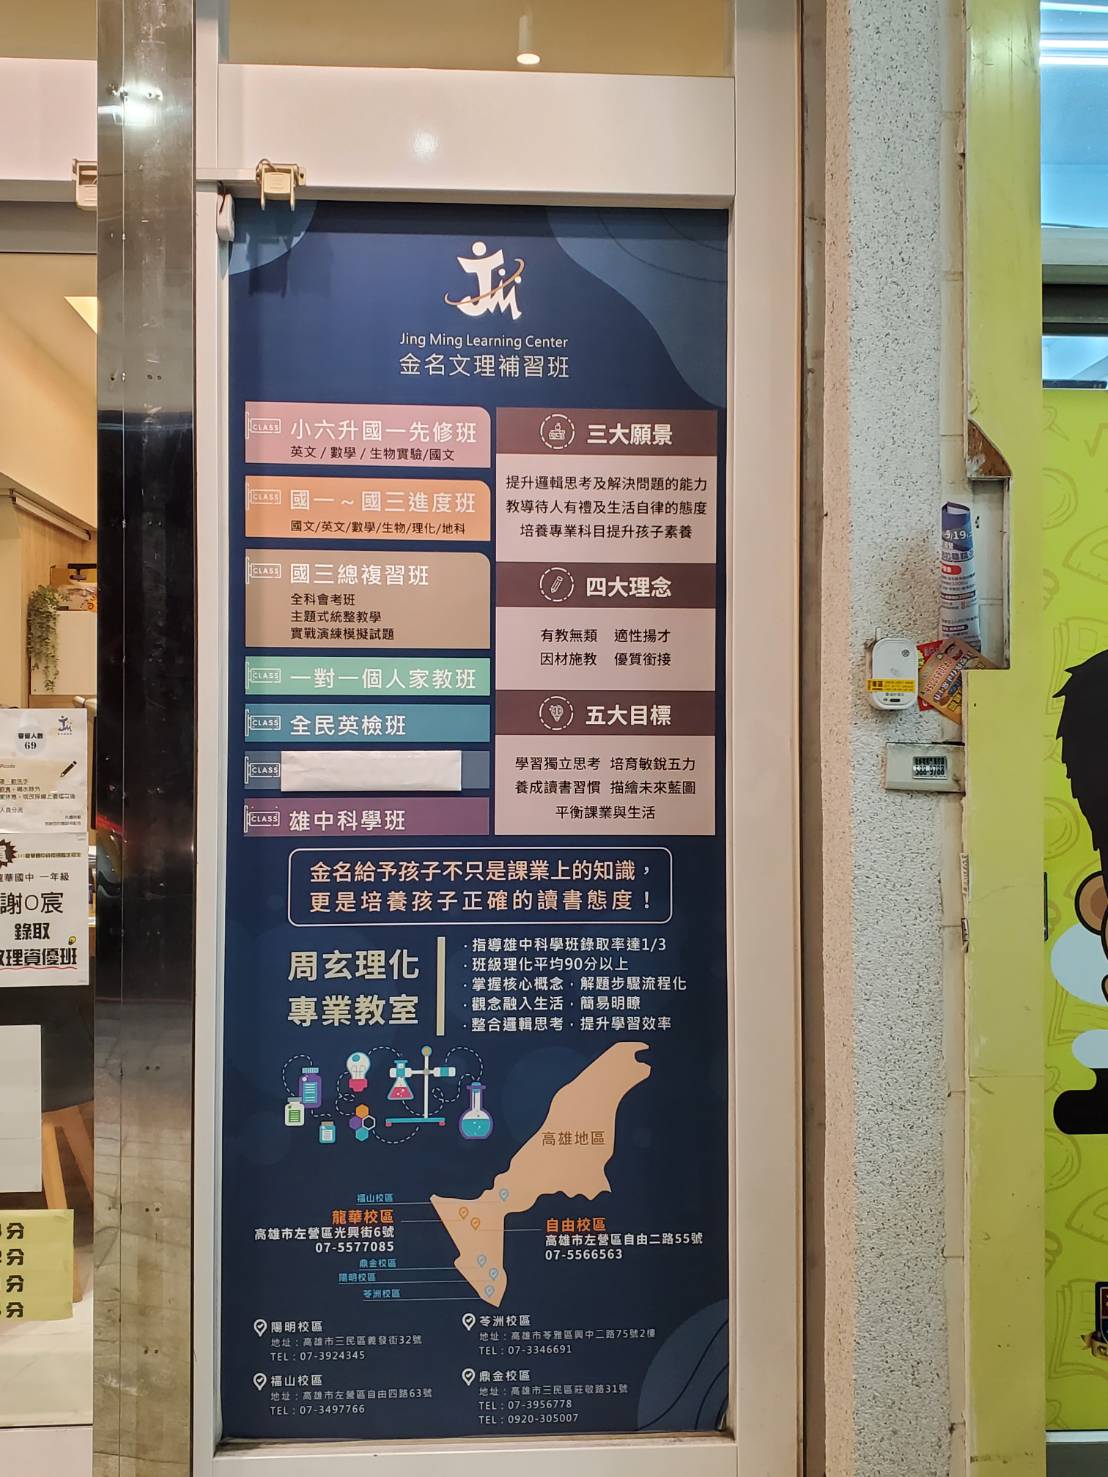 Jing Ming Learning Center
金名文理補習班
CLASS 小六升國一先修班
英文/數學/生物實驗/國文
CLASS 國一~國三進度班
國文/英文/數學/生物/理化/地科
CLASS 國三總複習班
全科會考班
主題式統整教學
實戰演練模擬試題
CLASS 一對一個人家教班
CLASS 全民英檢班
CLASS
CLASS 雄中科學班
三大願景
提升邏輯思考及解決問題的能力
教導待人有禮及生活自律的態度
培養專業科目提升孩子素養
四大理念
有教無類 適性揚才
因材施教 優質銜接
五大目標
學習獨立思考 培育敏銳五力
養成讀書習慣 描繪未來藍圖
平衡課業與生活
金名給予孩子不只是課業上的知識，
更是培養孩子正確的讀書態度！
周玄理化
專業教室
·指導雄中科學班錄取率達1/3
·班級理化平均90分以上
·掌握核心概念，解題步驟流程化
·觀念融入生活，簡易明瞭
·整合邏輯思考，提升學習效率
高雄地區
福山校區
龍華校區
高雄市左營區光興街6號
07-5577085
鼎金校區
陽明校區
苓洲校區
自由校區
高雄市左營區自由二路55號
07-5566563
陽明校區
地址：高雄市三民區義發街32號
TEL：07-3924345
福山校區
地址：高雄市左營區自由四路63號
TEL：07-3497766
苓洲校區
地址：高雄市苓雅區興中二路75號2樓
TEL：07-3346691
鼎金校區
地址：高雄市三民區莊敬路31號
TEL：07-3956778
TEL：0920-305007
69
華國中 一年級
謝O宸
錄取
理資優班
分
分
分
分